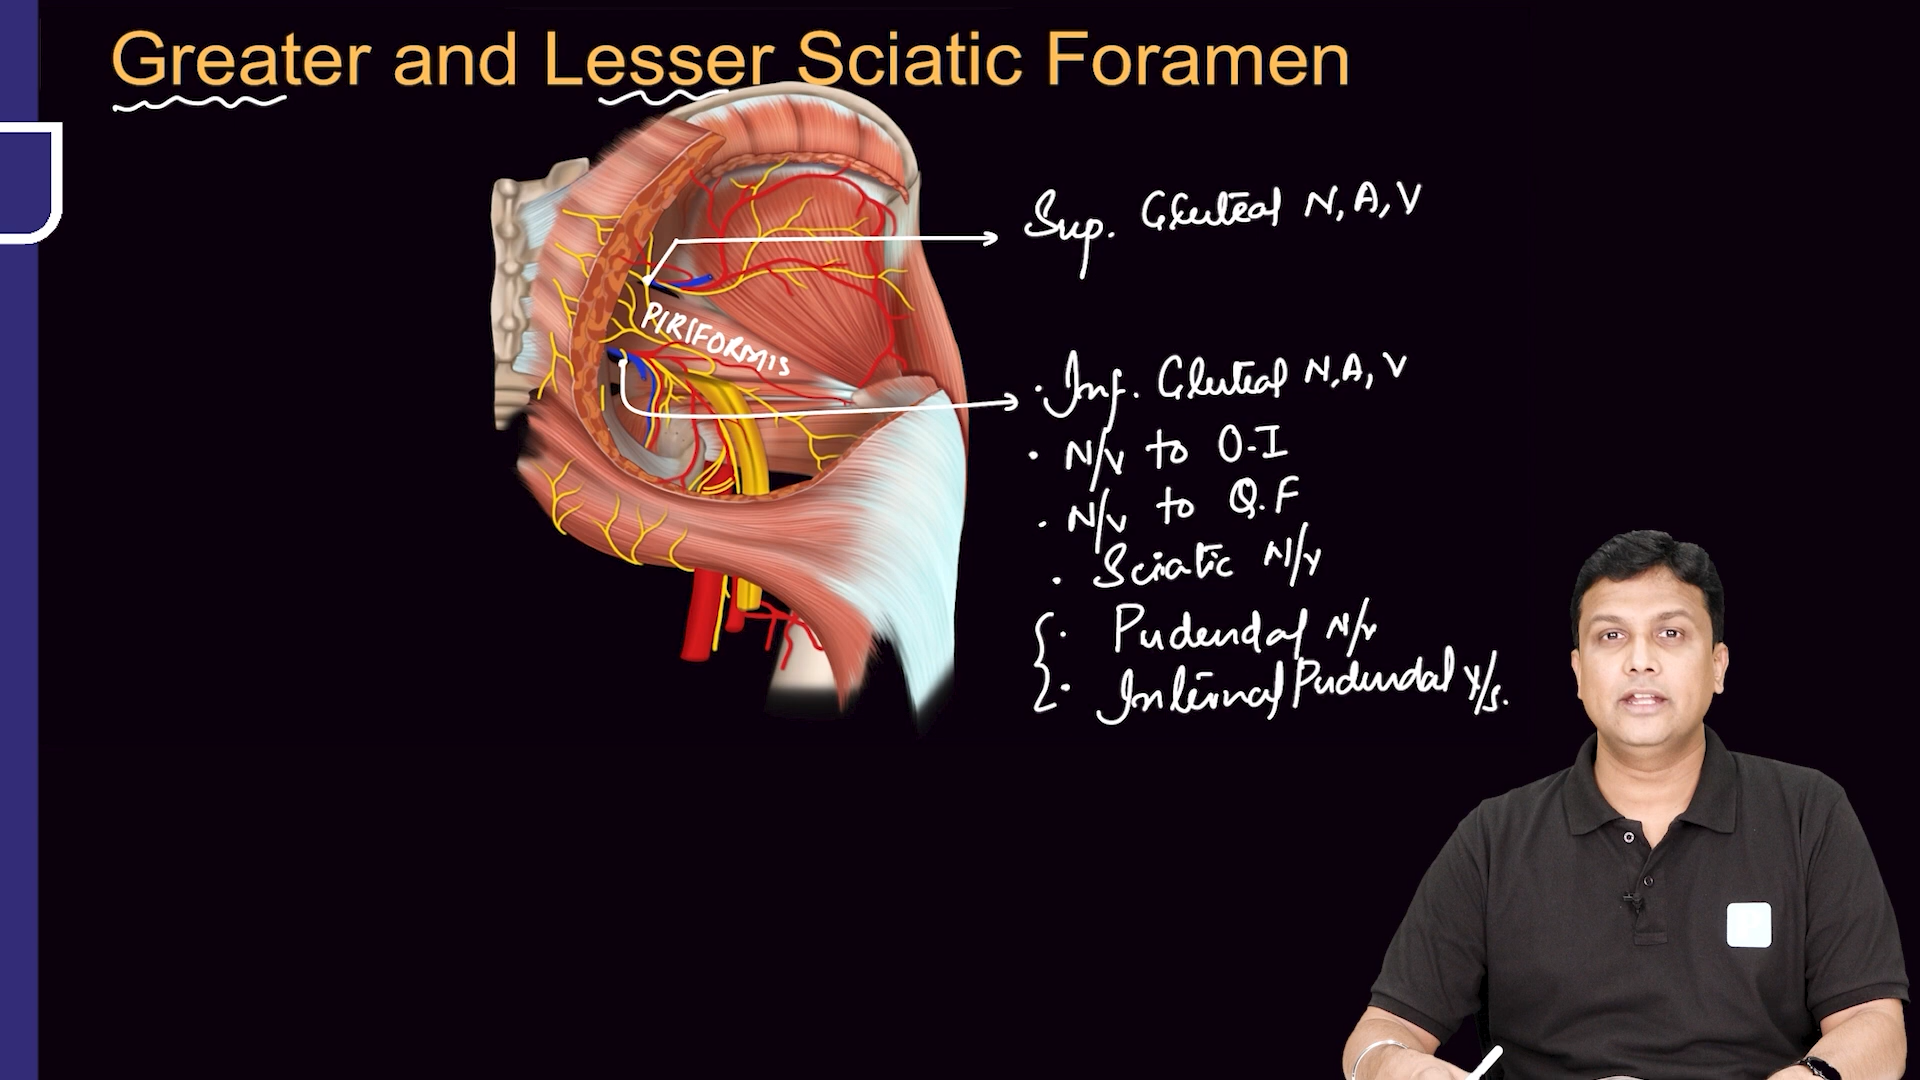 Greater and Lesser Sciatic Foramen
Sup. Gluteal N, A, V
PIRIFORMIS
· Inf. Gluteal N, A, V
· N/V to O.I
· N/V to Q.F
· Sciatic N/V
· Pudendal N/V
· Internal Pudendal V/s.